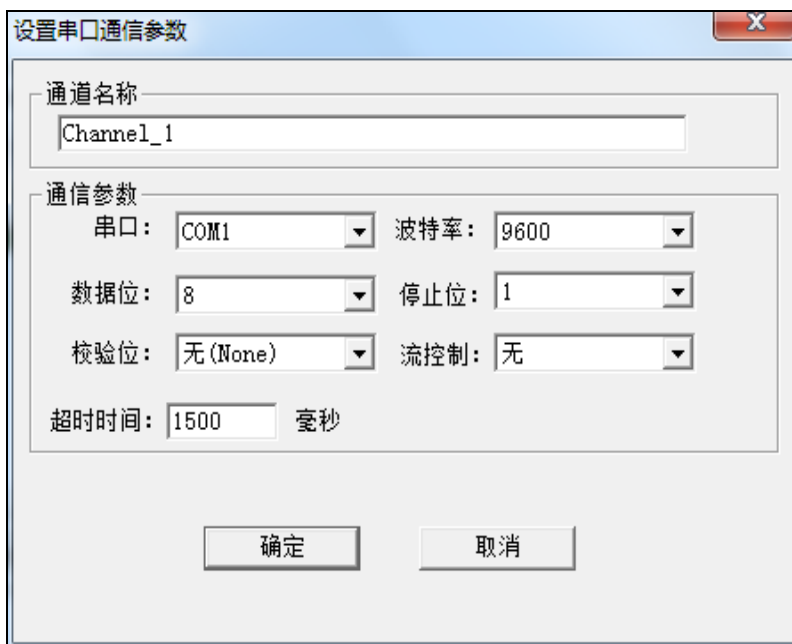 设置串口通信参数
X
通道名称
Channel_1
通信参数
串口： COM1 波特率： 9600
数据位： 8 停止位： 1
校验位： 无(None) 流控制： 无
超时时间： 1500 毫秒
确定 取消